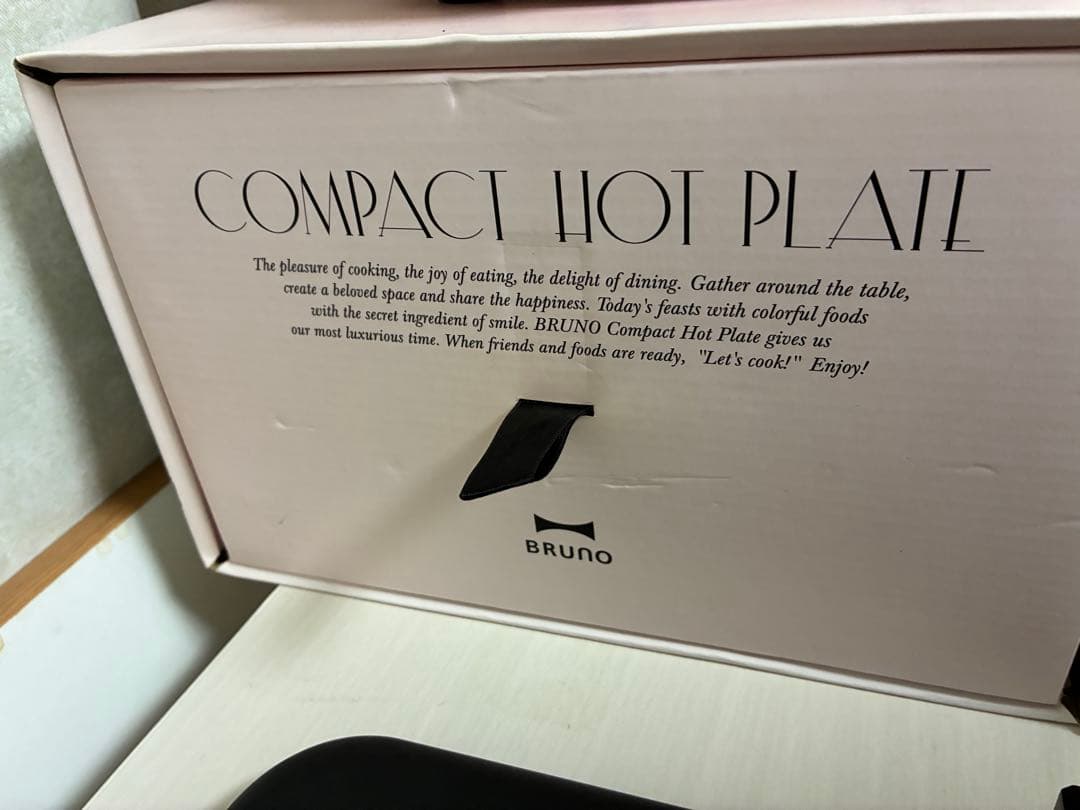 COMPACT HOT PLATE
The pleasure of cooking, the joy of eating, the delight of dining. Gather around the table,
create a beloved space and share the happiness. Today's feasts with colorful foods
with the secret ingredient of smile. BRUNO Compact Hot Plate gives us
our most luxurious time. When friends and foods are ready, "Let's cook!" Enjoy!
BRUNO